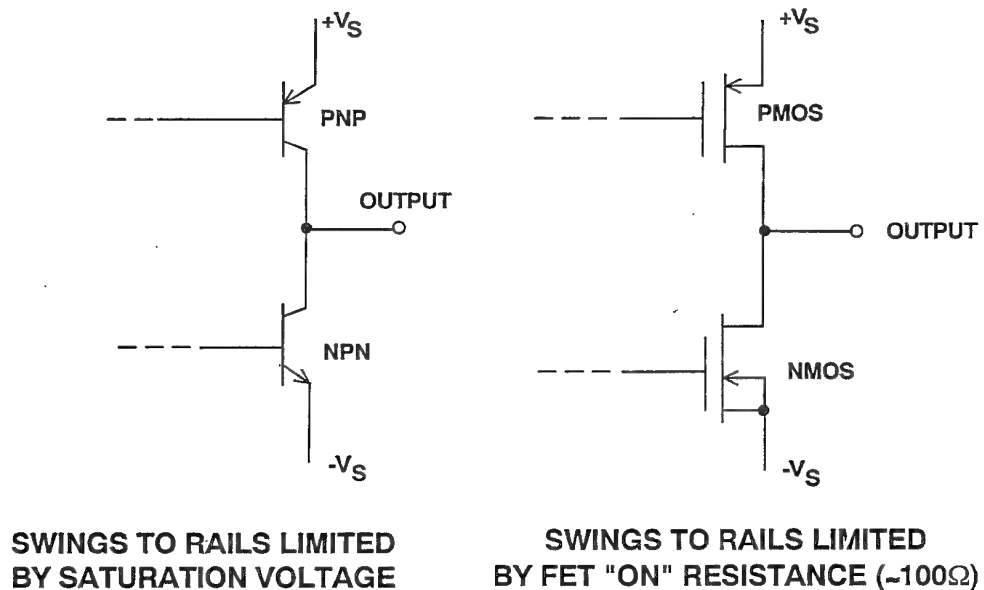 +VS
PNP
OUTPUT
NPN
-VS
SWINGS TO RAILS LIMITED
BY SATURATION VOLTAGE
+VS
PMOS
OUTPUT
NMOS
-VS
SWINGS TO RAILS LIMITED
BY FET "ON" RESISTANCE (~100Ω)